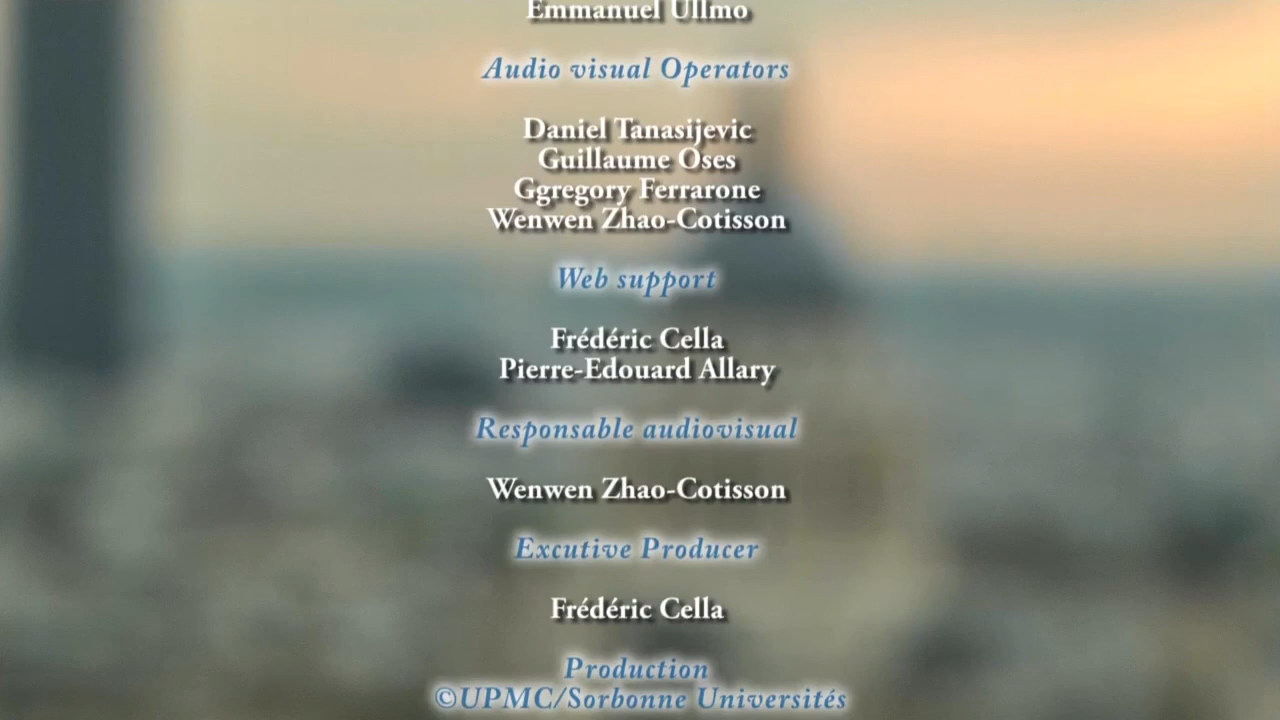 Emmanuel Ullmo
Audio visual Operators
Daniel Tanasijevic
Guillaume Oses
Ggregory Ferrarone
Wenwen Zhao-Cotisson
Web support
Frédéric Cella
Pierre-Edouard Allary
Responsable audiovisual
Wenwen Zhao-Cotisson
Excutive Producer
Frédéric Cella
Production
©UPMC/Sorbonne Universités